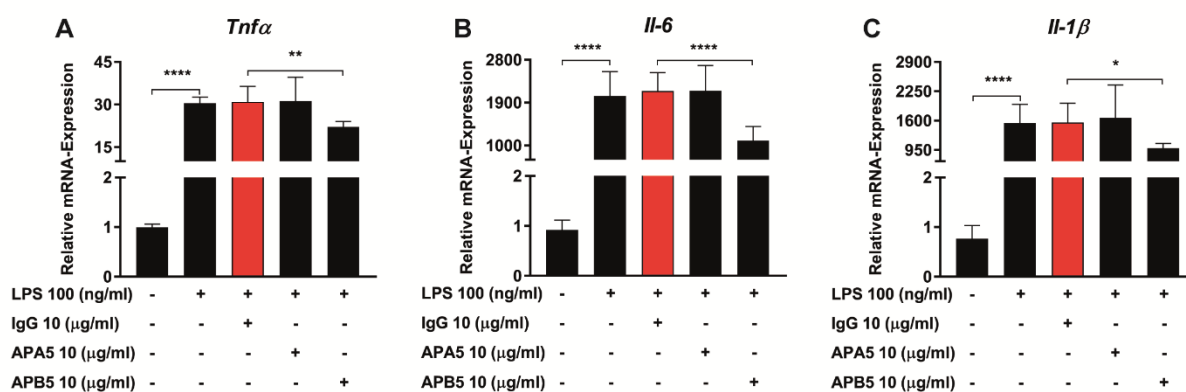 A Tnfα
Relative mRNA-Expression
45
30
15
2
1
0
**** **
LPS 100 (ng/ml) - + + + +
IgG 10 (μg/ml) - - + - -
APA5 10 (μg/ml) - - - + -
APB5 10 (μg/ml) - - - - +
B Il-6
Relative mRNA-Expression
2800
1900
1000
2
1
0
**** ****
LPS 100 (ng/ml) - + + + +
IgG 10 (μg/ml) - - + - -
APA5 10 (μg/ml) - - - + -
APB5 10 (μg/ml) - - - - +
C Il-1β
Relative mRNA-Expression
2900
2250
1600
950
2
1
0
**** *
LPS 100 (ng/ml) - + + + +
IgG 10 (μg/ml) - - + - -
APA5 10 (μg/ml) - - - + -
APB5 10 (μg/ml) - - - - +